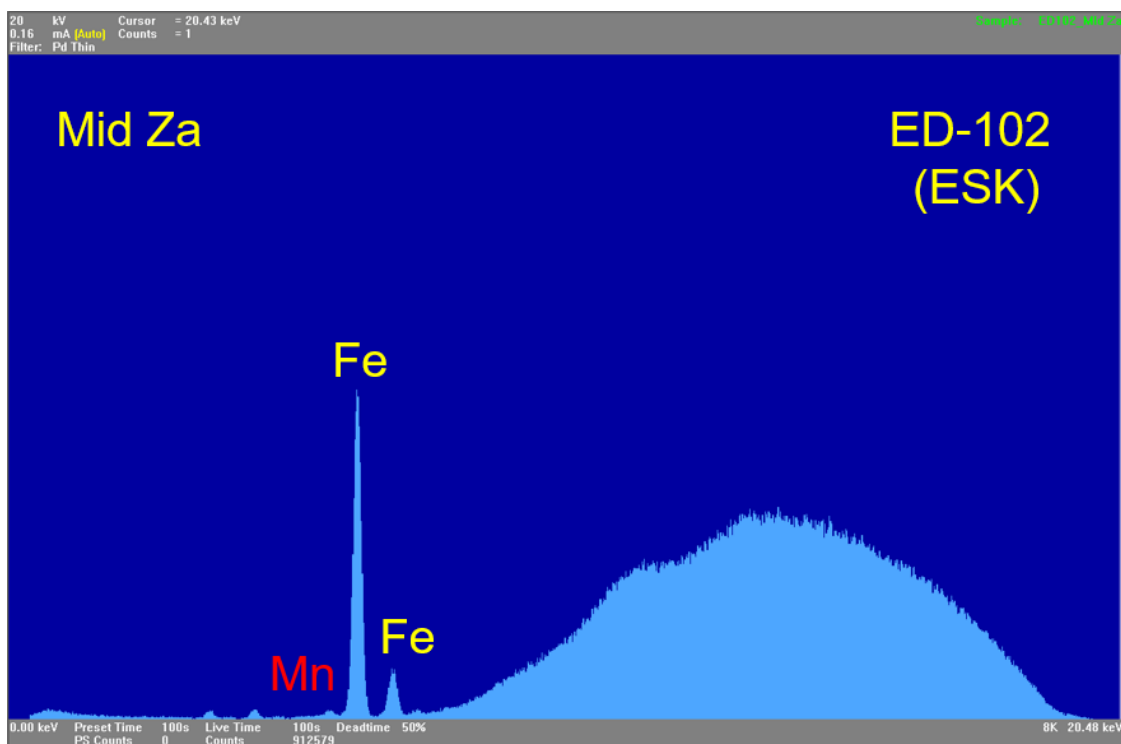 20 kV Cursor = 20.43 keV Sample: ED102_Mid Za
0.16 mA (Auto) Counts = 1
Filter: Pd Thin
Mid Za
ED-102
(ESK)
Fe
Fe
Mn
0.00 keV Preset Time 100s Live Time 100s Deadtime 50% 8K 20.48 keV
PS Counts 0 Counts 912579